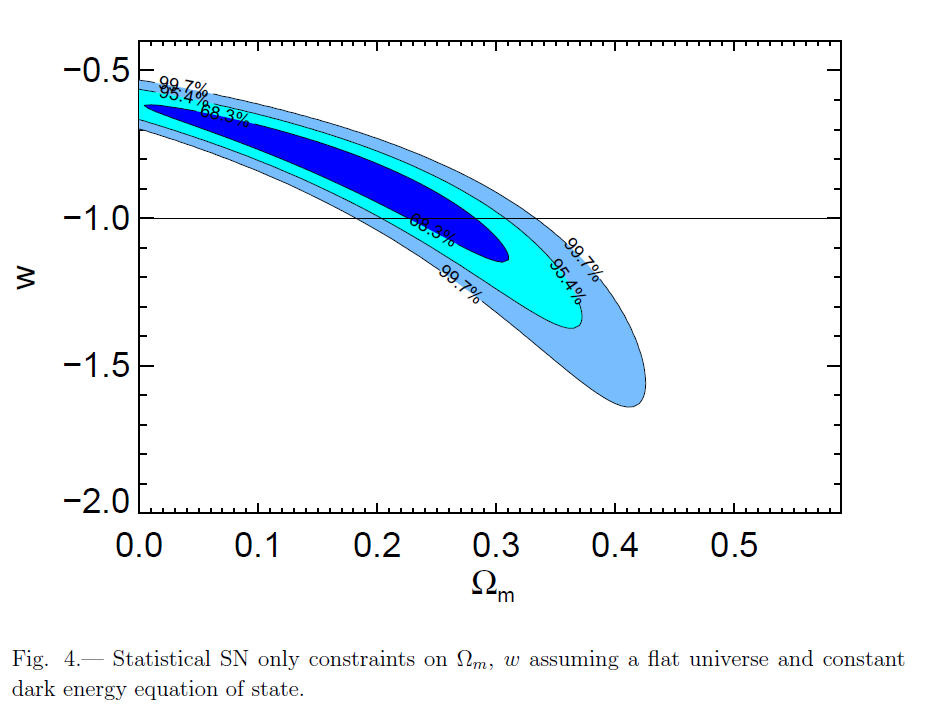 −0.5
99.7%
95.4%
68.3%
−1.0
68.3%
99.7%
95.4%
99.7%
w
−1.5
−2.0
0.0 0.1 0.2 0.3 0.4 0.5
Ωm
Fig. 4.— Statistical SN only constraints on Ωm, w assuming a flat universe and constant
dark energy equation of state.